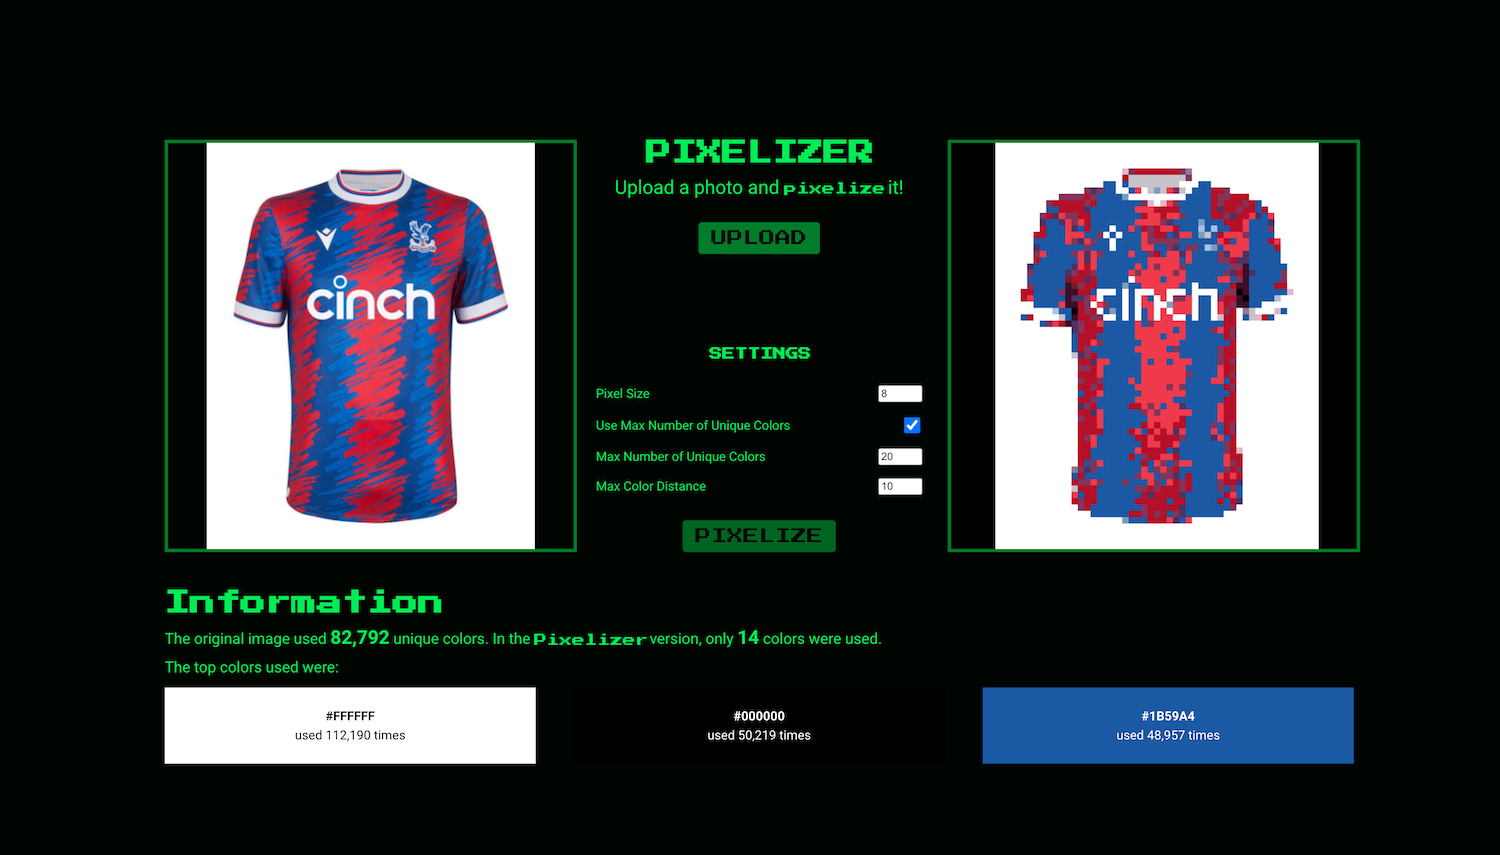 PIXELIZER
Upload a photo and pixelize it!
UPLOAD
cinch
cinch
SETTINGS
Pixel Size 8
Use Max Number of Unique Colors
Max Number of Unique Colors 20
Max Color Distance 10
PIXELIZE
Information
The original image used 82,792 unique colors. In the Pixelizer version, only 14 colors were used.
The top colors used were:
#FFFFFF
used 112,190 times
#000000
used 50,219 times
#1B59A4
used 48,957 times